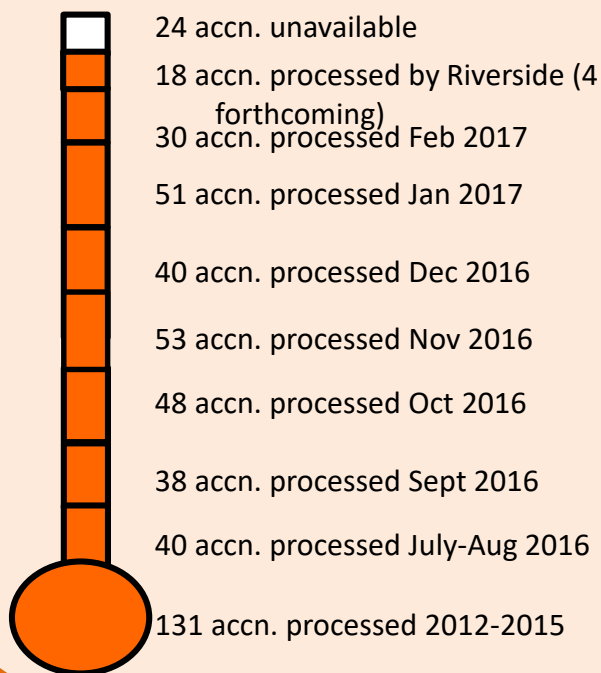 24 accn. unavailable
18 accn. processed by Riverside (4
forthcoming)
30 accn. processed Feb 2017
51 accn. processed Jan 2017
40 accn. processed Dec 2016
53 accn. processed Nov 2016
48 accn. processed Oct 2016
38 accn. processed Sept 2016
40 accn. processed July-Aug 2016
131 accn. processed 2012-2015